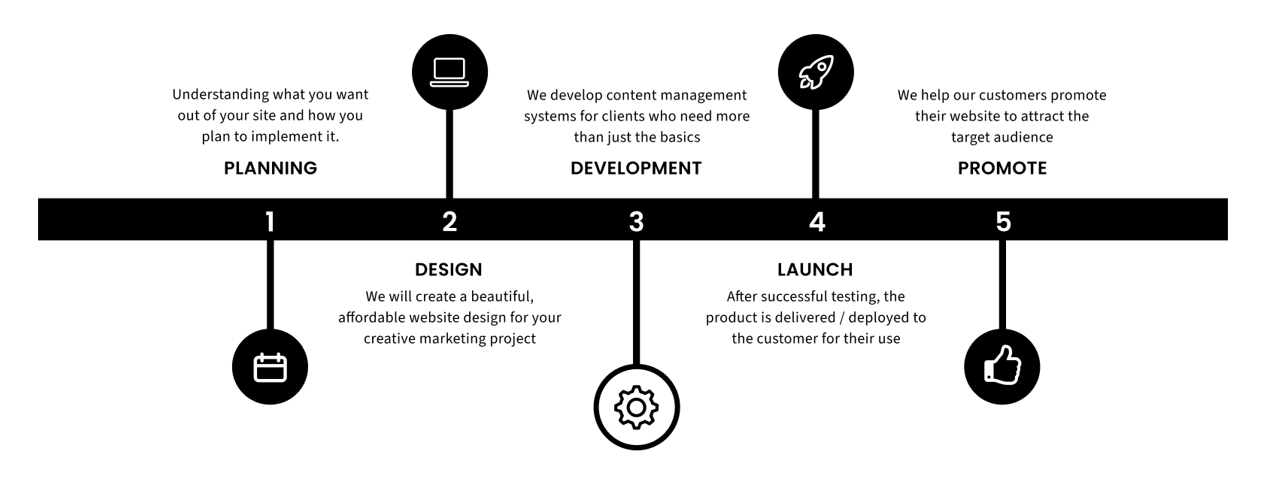 Understanding what you want
out of your site and how you
plan to implement it.
PLANNING
1
2
DESIGN
We will create a beautiful,
affordable website design for your
creative marketing project
We develop content management
systems for clients who need more
than just the basics
DEVELOPMENT
3
4
LAUNCH
After successful testing, the
product is delivered / deployed to
the customer for their use
We help our customers promote
their website to attract the
target audience
PROMOTE
5